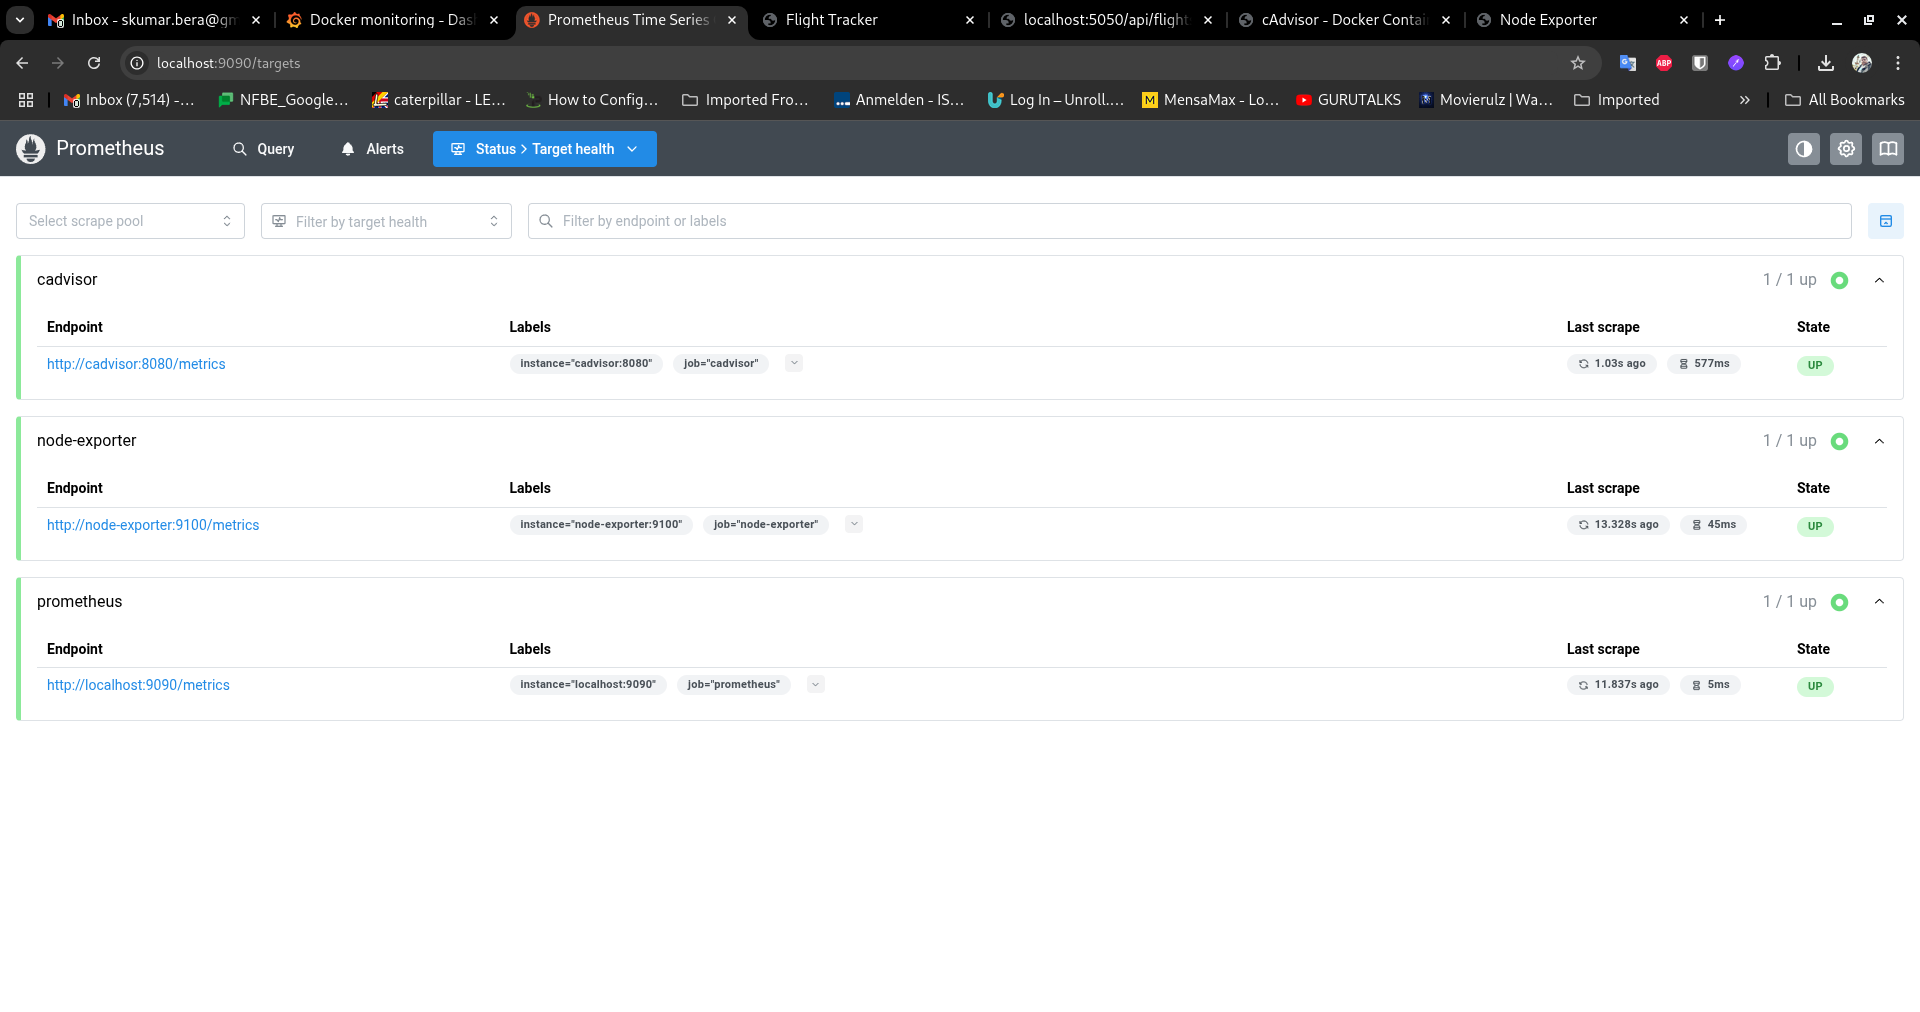 Inbox - skumar.bera@gm
Docker monitoring - Das
Prometheus Time Series
Flight Tracker
localhost:5050/api/flight
cAdvisor - Docker Contai
Node Exporter
localhost:9090/targets
Inbox (7,514) -...
NFBE_Google...
caterpillar - LE...
How to Config...
Imported Fro...
Anmelden - IS...
Log In – Unroll....
MensaMax - Lo...
GURUTALKS
Movierulz | Wa...
Imported
All Bookmarks
Prometheus
Query
Alerts
Status > Target health
Select scrape pool
Filter by target health
Filter by endpoint or labels
cadvisor
1 / 1 up
Endpoint Labels Last scrape State
http://cadvisor:8080/metrics instance="cadvisor:8080" job="cadvisor" 1.03s ago 577ms UP
node-exporter
1 / 1 up
Endpoint Labels Last scrape State
http://node-exporter:9100/metrics instance="node-exporter:9100" job="node-exporter" 13.328s ago 45ms UP
prometheus
1 / 1 up
Endpoint Labels Last scrape State
http://localhost:9090/metrics instance="localhost:9090" job="prometheus" 11.837s ago 5ms UP